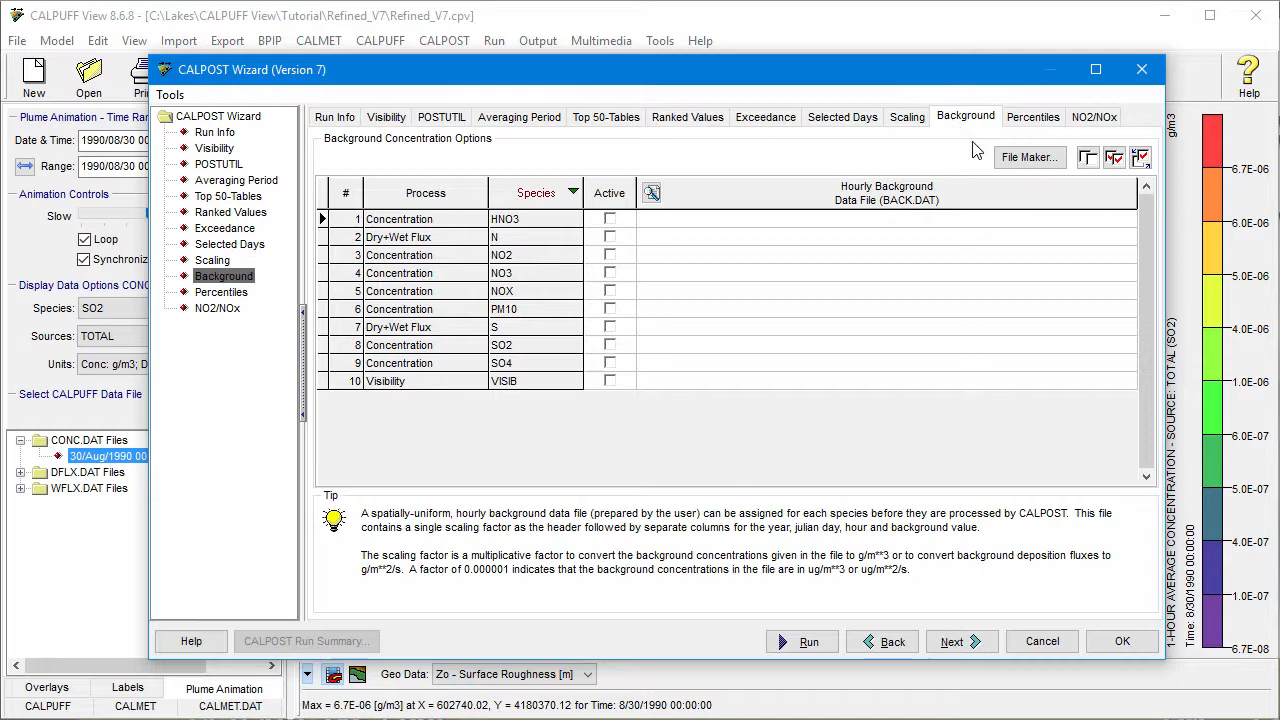 CALPUFF View 8.6.8 - [C:\Lakes\CALPUFF View\Tutorial\Refined_V7\Refined_V7.cpv]
File Model Edit View Import Export BPIP CALMET CALPUFF CALPOST Run Output Multimedia Tools Help
New Open Prin Help
CALPOST Wizard (Version 7)
Tools
Plume Animation - Time Ran
Date & Time: 1990/08/30 00
Range: 1990/08/30 00
Animation Controls
Slow
Loop
Synchroniz
Display Data Options CONC
Species: SO2
Sources: TOTAL
Units: Conc: g/m3; D
Select CALPUFF Data File
CONC.DAT Files
30/Aug/1990 00
DFLX.DAT Files
WFLX.DAT Files
CALPOST Wizard
Run Info
Visibility
POSTUTIL
Averaging Period
Top 50-Tables
Ranked Values
Exceedance
Selected Days
Scaling
Background
Percentiles
NO2/NOx
Run Info Visibility POSTUTIL Averaging Period Top 50-Tables Ranked Values Exceedance Selected Days Scaling Background Percentiles NO2/NOx
Background Concentration Options
File Maker...
# Process Species Active Hourly Background
Data File (BACK.DAT)
1 Concentration HNO3
2 Dry+Wet Flux N
3 Concentration NO2
4 Concentration NO3
5 Concentration NOX
6 Concentration PM10
7 Dry+Wet Flux S
8 Concentration SO2
9 Concentration SO4
10 Visibility VISIB
Tip
A spatially-uniform, hourly background data file (prepared by the user) can be assigned for each species before they are processed by CALPOST. This file
contains a single scaling factor as the header followed by separate columns for the year, julian day, hour and background value.
The scaling factor is a multiplicative factor to convert the background concentrations given in the file to g/m**3 or to convert background deposition fluxes to
g/m**2/s. A factor of 0.000001 indicates that the background concentrations in the file are in ug/m**3 or ug/m**2/s.
Help CALPOST Run Summary... Run Back Next Cancel OK
g/m3
6.7E-06
5.0E-06
4.0E-06
1.0E-06
6.0E-07
5.0E-07
4.0E-07
1.0E-07
6.7E-08
1-HOUR AVERAGE CONCENTRATION - SOURCE: TOTAL (SO2)
Time: 8/30/1990 00:00:00
Overlays Labels Plume Animation
CALPUFF CALMET CALMET.DAT
Geo Data: Zo - Surface Roughness [m]
Max = 6.7E-06 [g/m3] at X = 602740.02, Y = 4180370.12 for Time: 8/30/1990 00:00:00